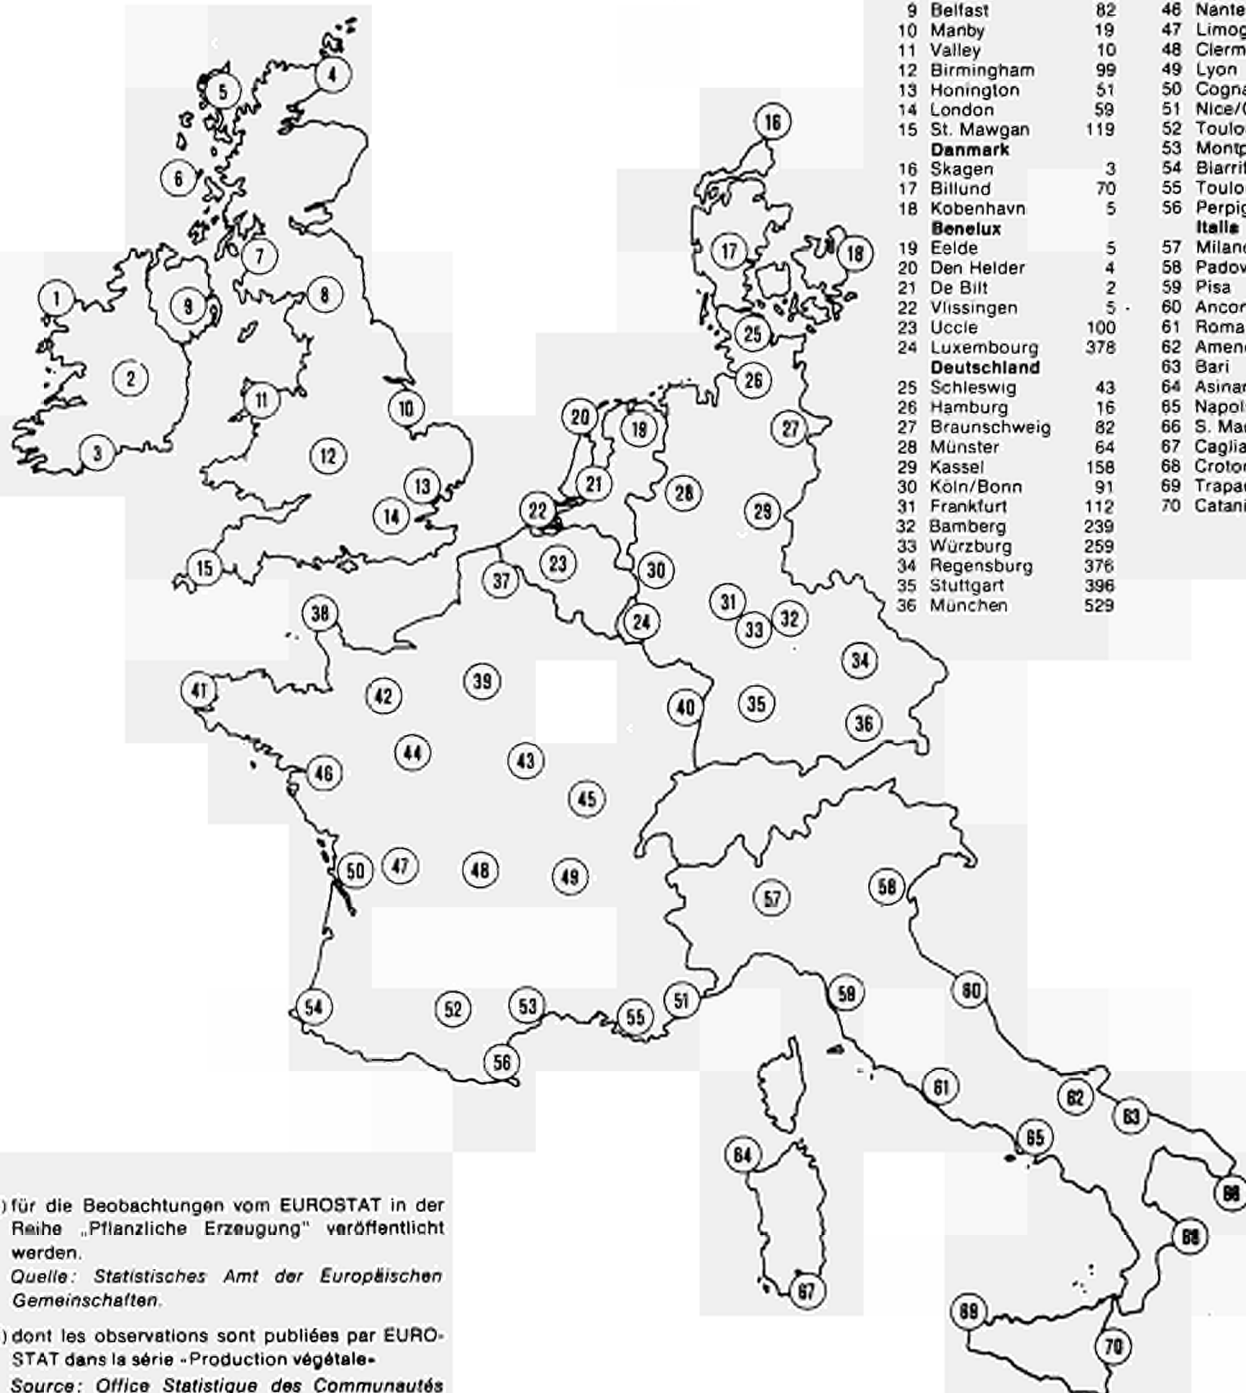 9 Belfast 82
10 Manby 19
11 Valley 10
12 Birmingham 99
13 Honington 51
14 London 59
15 St. Mawgan 119
Danmark
16 Skagen 3
17 Billund 70
18 Kobenhavn 5
Benelux
19 Eelde 5
20 Den Helder 4
21 De Bilt 2
22 Vlissingen 5
23 Uccle 100
24 Luxembourg 378
Deutschland
25 Schleswig 43
26 Hamburg 16
27 Braunschweig 82
28 Münster 64
29 Kassel 158
30 Köln/Bonn 91
31 Frankfurt 112
32 Bamberg 239
33 Würzburg 259
34 Regensburg 376
35 Stuttgart 396
36 München 529
46 Nante
47 Limog
48 Clerm
49 Lyon
50 Cogna
51 Nice/
52 Toulo
53 Montp
54 Biarri
55 Toulo
56 Perpig
Italia
57 Milano
58 Padov
59 Pisa
60 Ancon
61 Roma
62 Amend
63 Bari
64 Asinar
65 Napol
66 S. Mar
67 Caglia
68 Croton
69 Trapan
70 Catani
4
5
16
6
7
17
18
1
9
8
25
2
26
11
10
20
19
27
3
12
13
21
28
14
22
29
15
23
30
37
31
38
24
33
32
34
41
42
39
40
35
36
44
43
46
45
50
47
48
49
57
58
54
52
53
55
51
59
60
56
61
62
63
64
65
66
68
67
69
70
) für die Beobachtungen vom EUROSTAT in der
Reihe „Pflanzliche Erzeugung" veröffentlicht
werden.
Quelle: Statistisches Amt der Europäischen
Gemeinschaften.
) dont les observations sont publiées par EURO-
STAT dans la série «Production végétale»
Source: Office Statistique des Communautés